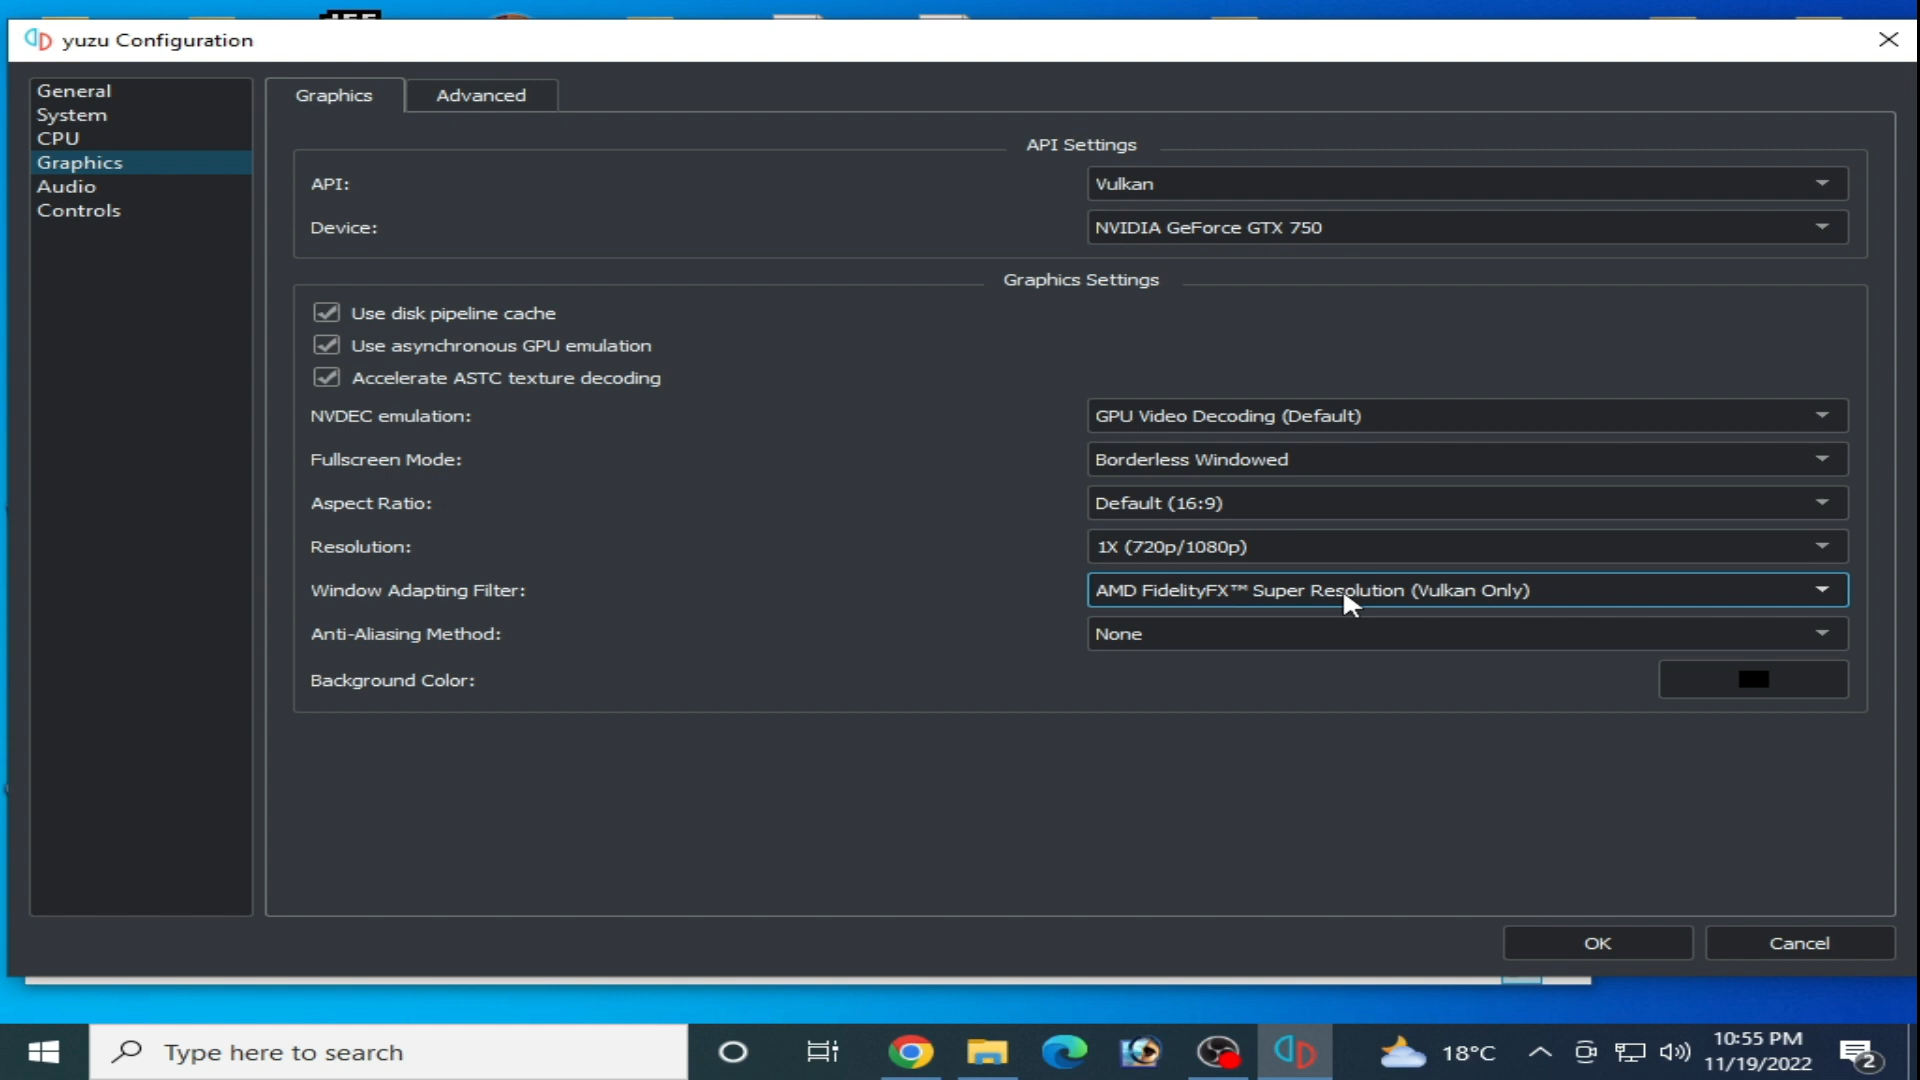 yuzu Configuration
General
System
CPU
Graphics
Audio
Controls
Graphics
Advanced
API Settings
API:
Vulkan
Device:
NVIDIA GeForce GTX 750
Graphics Settings
Use disk pipeline cache
Use asynchronous GPU emulation
Accelerate ASTC texture decoding
NVDEC emulation:
GPU Video Decoding (Default)
Fullscreen Mode:
Borderless Windowed
Aspect Ratio:
Default (16:9)
Resolution:
1X (720p/1080p)
Window Adapting Filter:
AMD FidelityFX™ Super Resolution (Vulkan Only)
Anti-Aliasing Method:
None
Background Color:
OK
Cancel
Type here to search
18°C
10:55 PM
11/19/2022
2